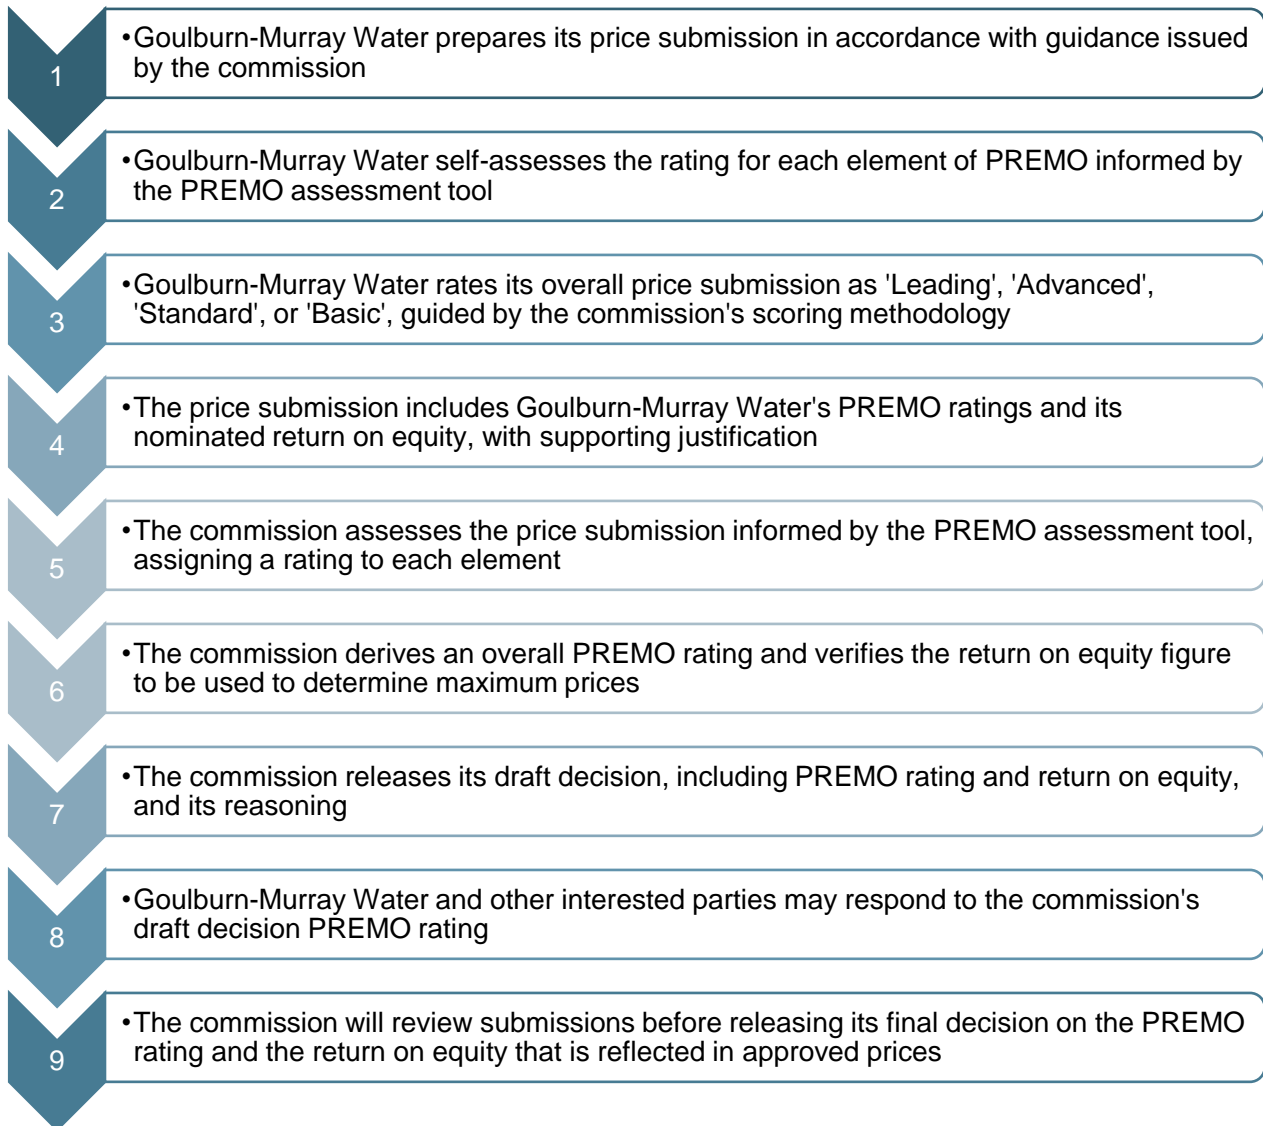 1
•Goulburn-Murray Water prepares its price submission in accordance with guidance issued
by the commission
2
•Goulburn-Murray Water self-assesses the rating for each element of PREMO informed by
the PREMO assessment tool
3
•Goulburn-Murray Water rates its overall price submission as 'Leading', 'Advanced',
'Standard', or 'Basic', guided by the commission's scoring methodology
4
•The price submission includes Goulburn-Murray Water's PREMO ratings and its
nominated return on equity, with supporting justification
5
•The commission assesses the price submission informed by the PREMO assessment tool,
assigning a rating to each element
6
•The commission derives an overall PREMO rating and verifies the return on equity figure
to be used to determine maximum prices
7
•The commission releases its draft decision, including PREMO rating and return on equity,
and its reasoning
8
•Goulburn-Murray Water and other interested parties may respond to the commission's
draft decision PREMO rating
9
•The commission will review submissions before releasing its final decision on the PREMO
rating and the return on equity that is reflected in approved prices